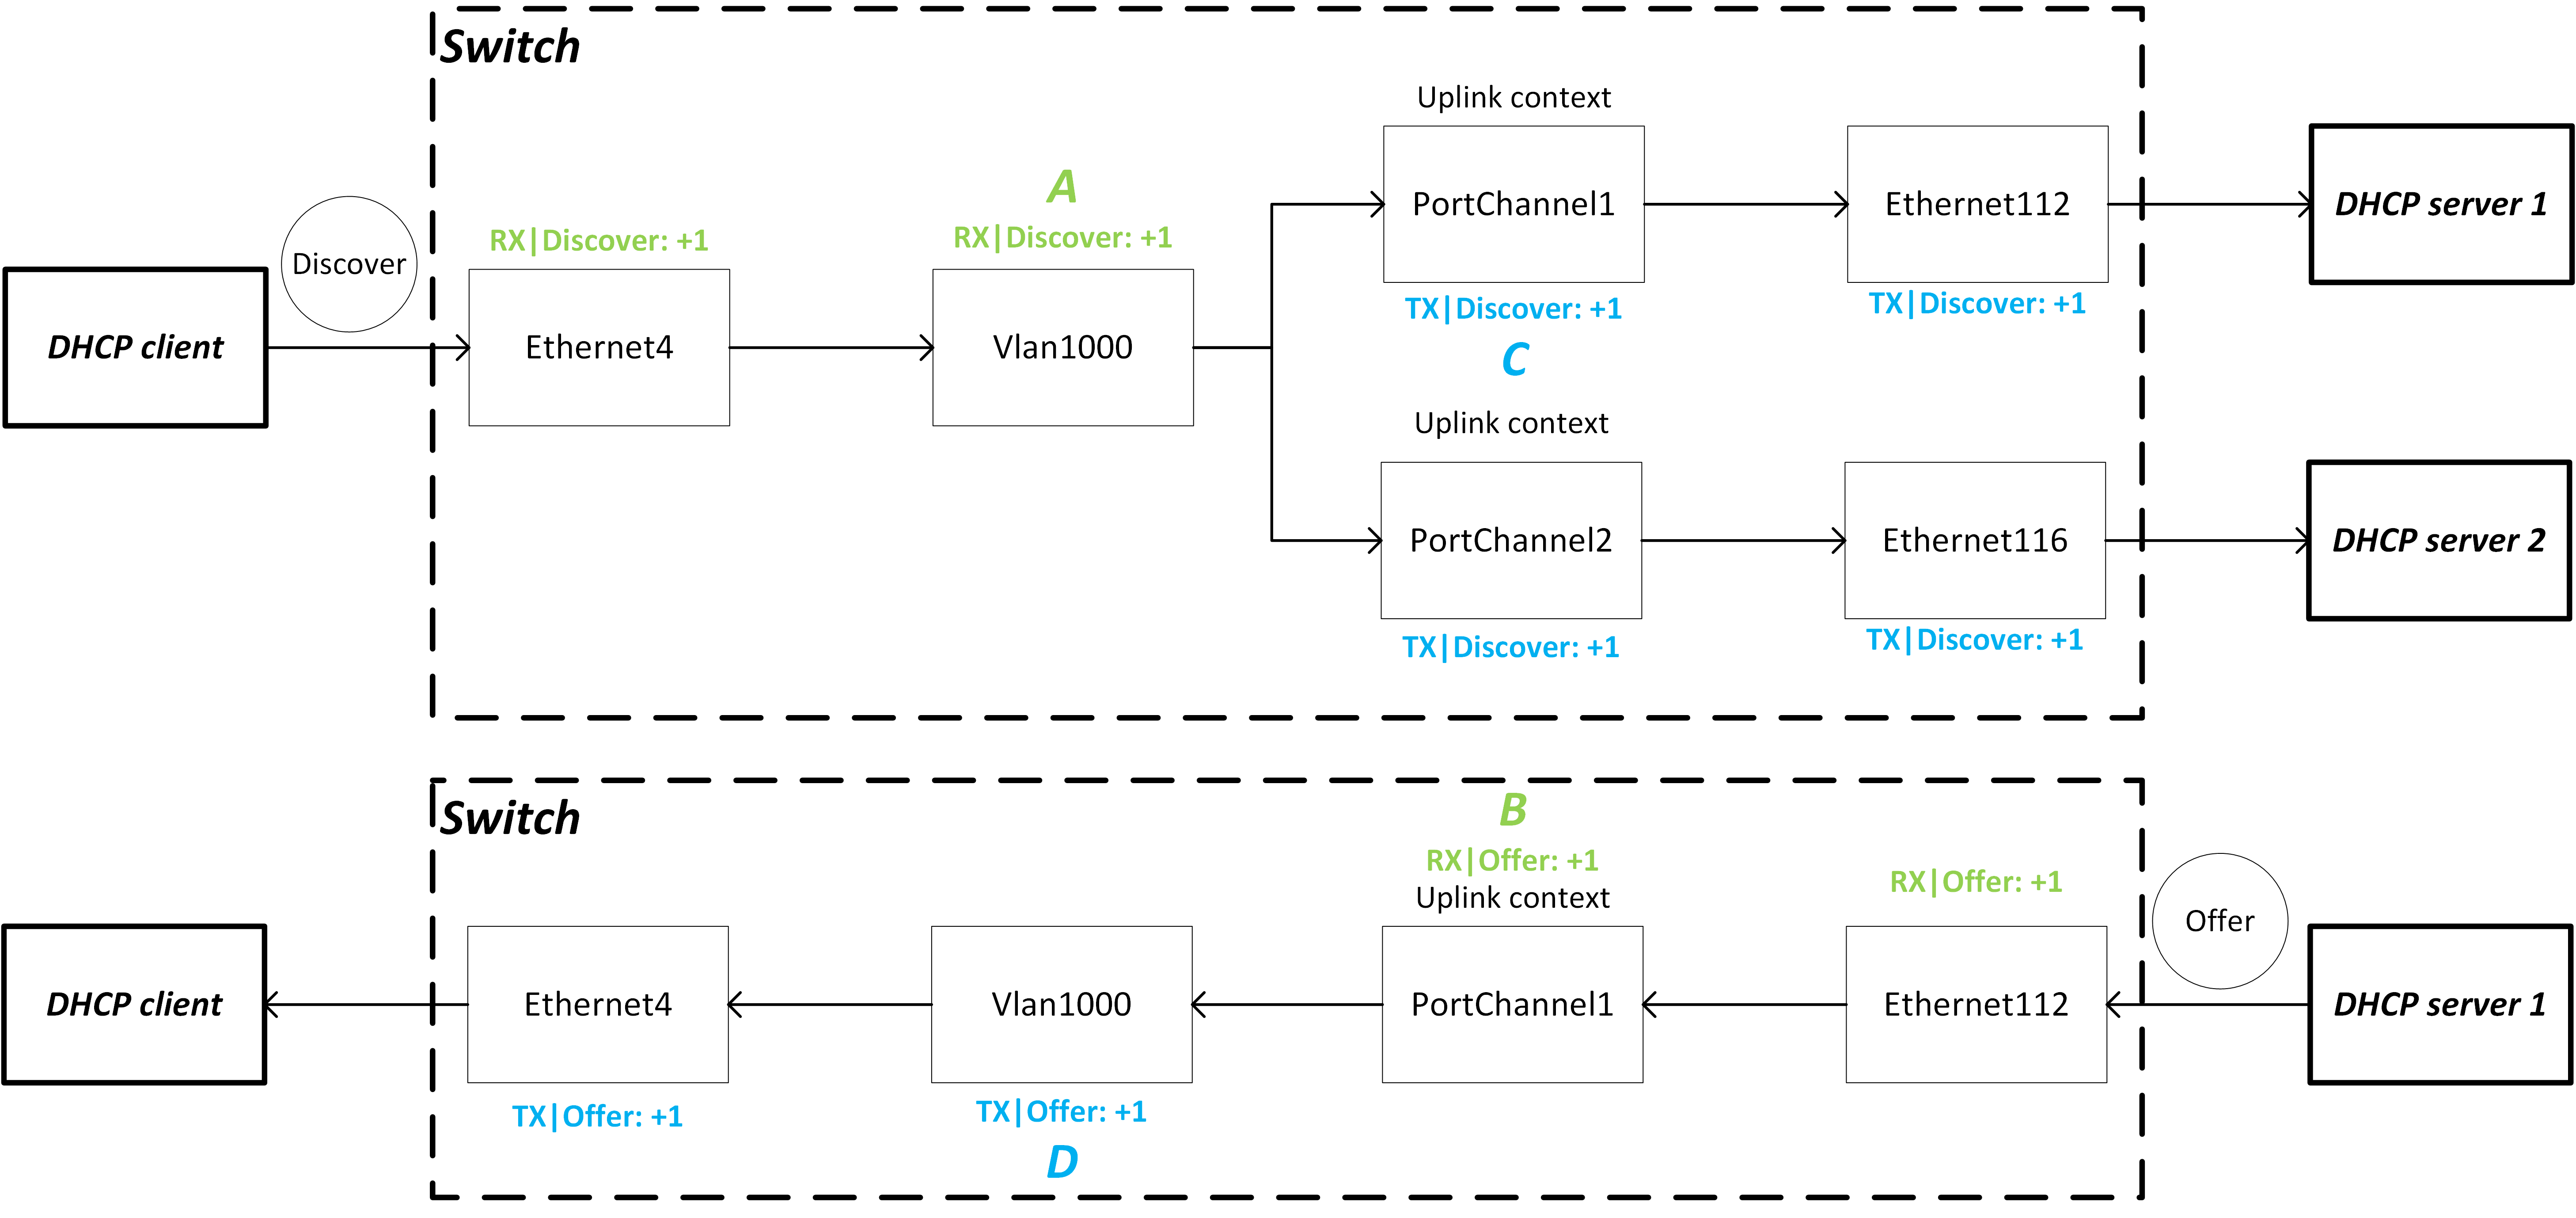 Switch
Uplink context
A
RX|Discover: +1
RX|Discover: +1
Discover
PortChannel1
Ethernet112
DHCP server 1
TX|Discover: +1
TX|Discover: +1
C
DHCP client
Ethernet4
Vlan1000
Uplink context
PortChannel2
Ethernet116
DHCP server 2
TX|Discover: +1
TX|Discover: +1
Switch
B
RX|Offer: +1
Uplink context
RX|Offer: +1
Offer
DHCP client
Ethernet4
Vlan1000
PortChannel1
Ethernet112
DHCP server 1
TX|Offer: +1
TX|Offer: +1
D